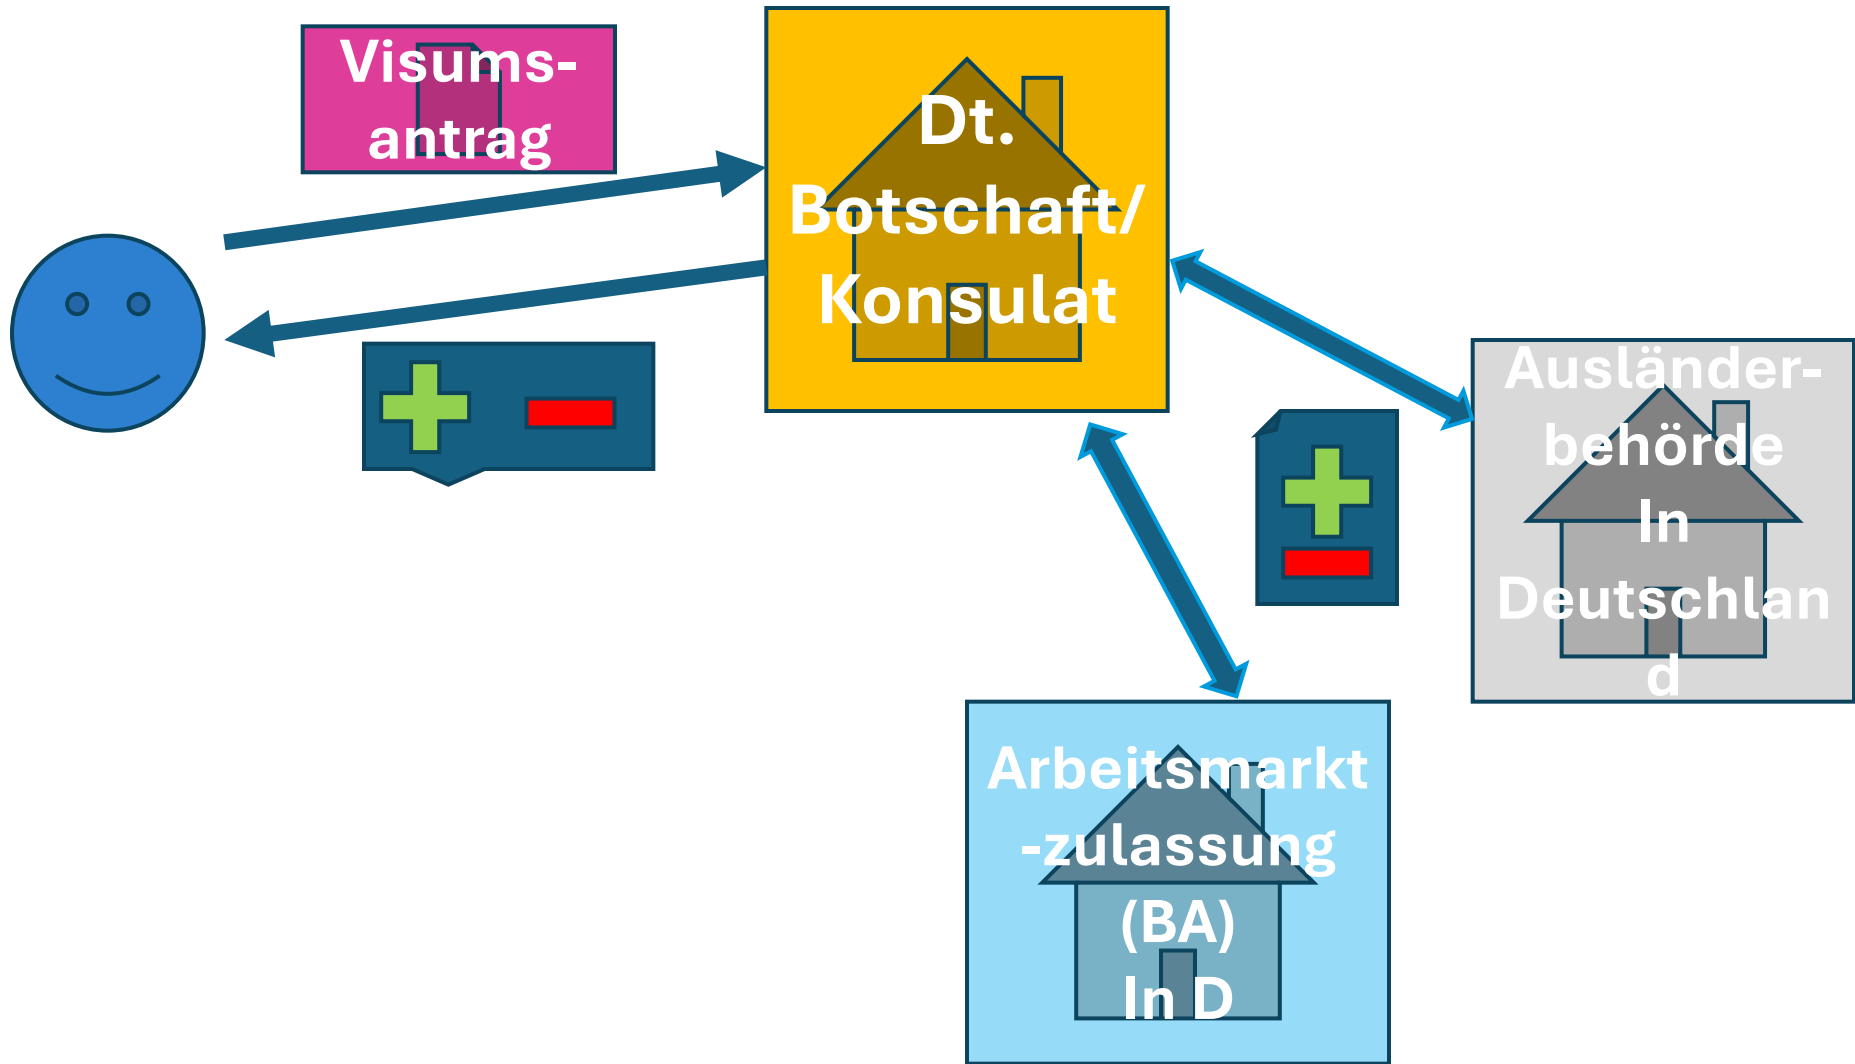 Visums-
antrag
Dt.
Botschaft/
Konsulat
Ausländer-
behörde
In
Deutschlan
d
Arbeitsmarkt
-zulassung
(BA)
In D